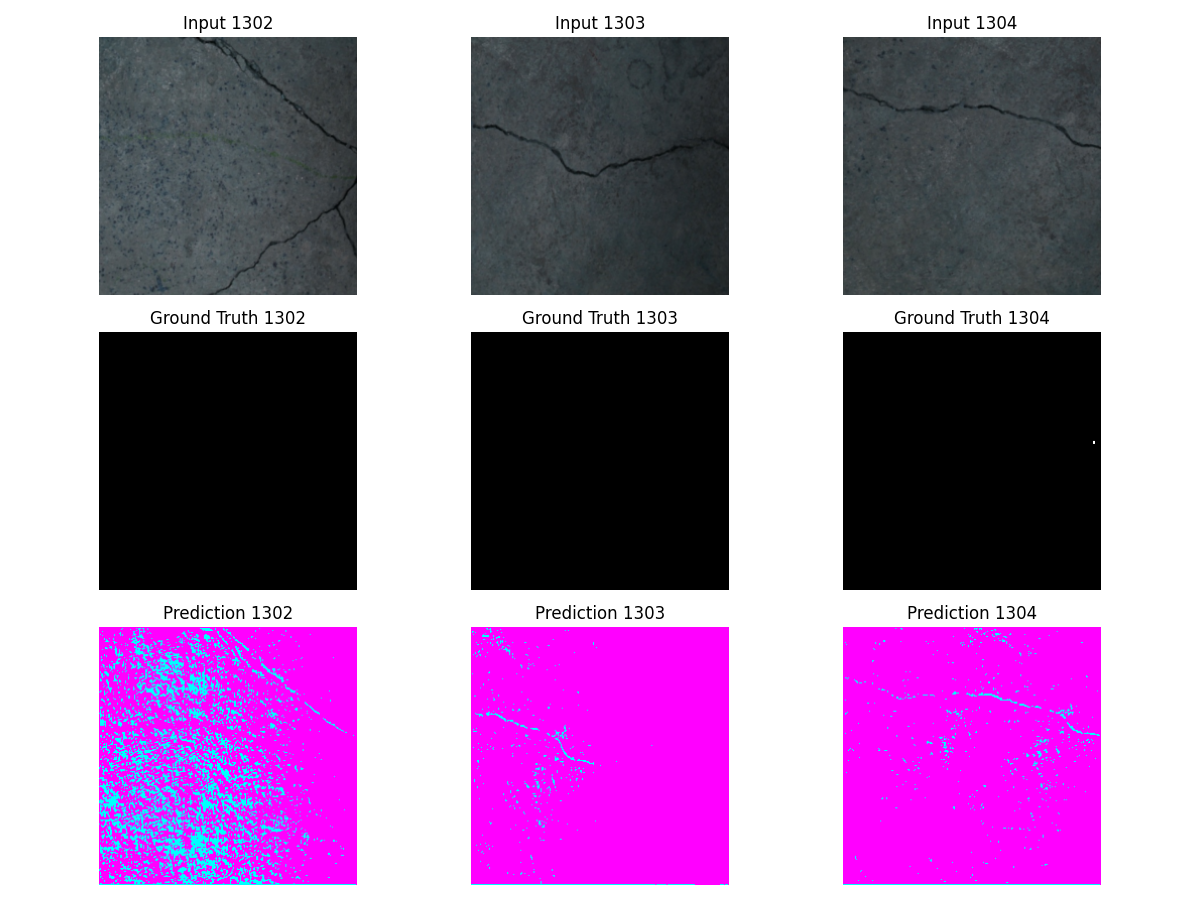 Input 1302
Input 1303
Input 1304
Ground Truth 1302
Ground Truth 1303
Ground Truth 1304
Prediction 1302
Prediction 1303
Prediction 1304